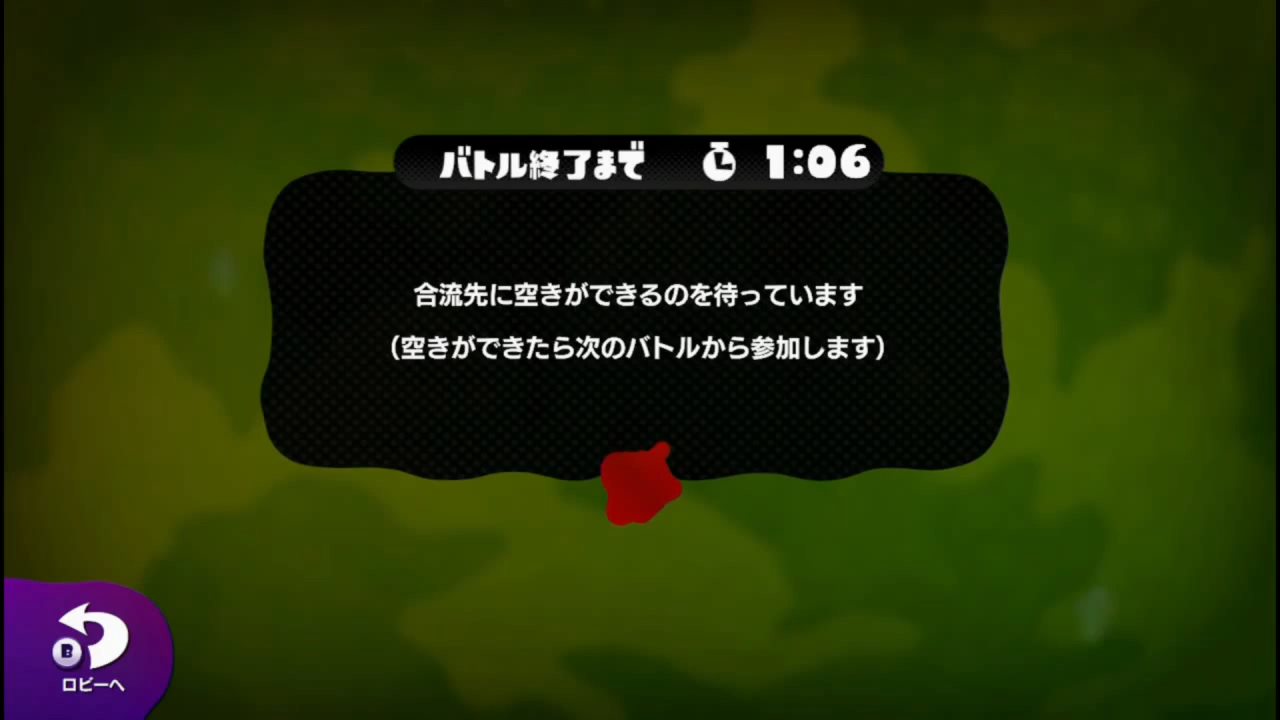 バトル終了まで 1:06
合流先に空きができるのを待っています
(空きができたら次のバトルから参加します)
B
ロビーへ